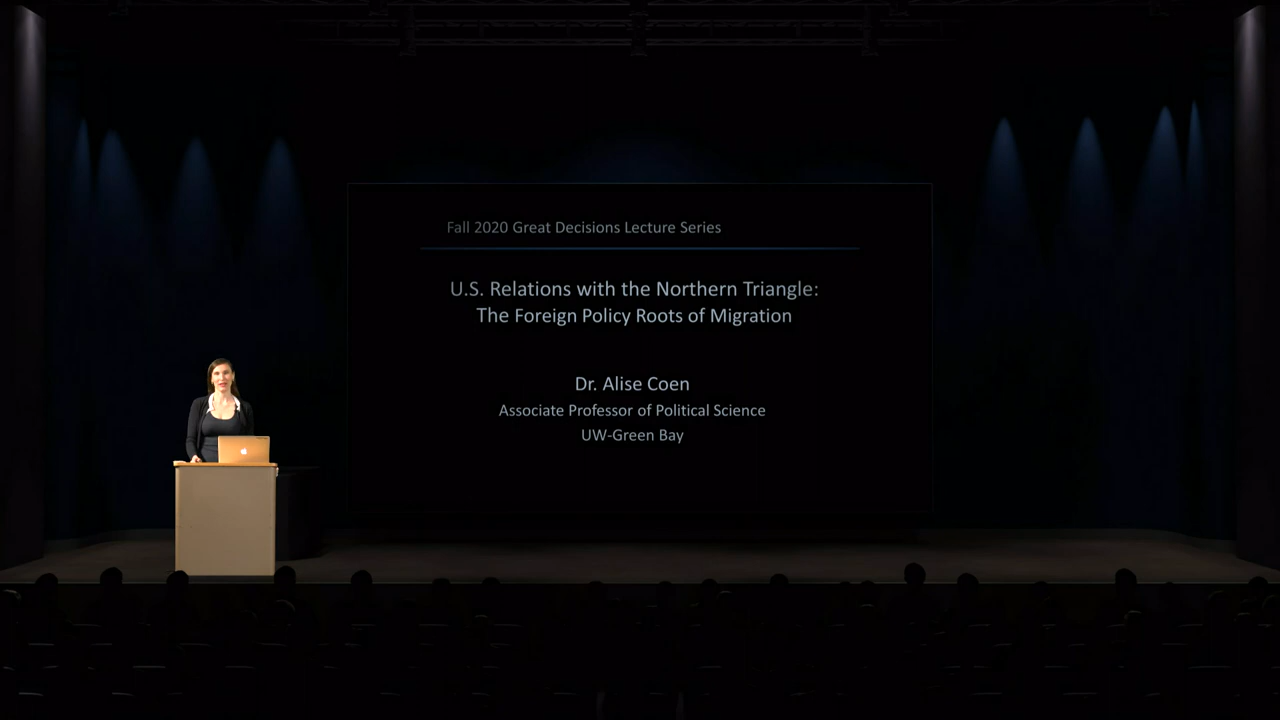 Fall 2020 Great Decisions Lecture Series
U.S. Relations with the Northern Triangle:
The Foreign Policy Roots of Migration
Dr. Alise Coen
Associate Professor of Political Science
UW-Green Bay